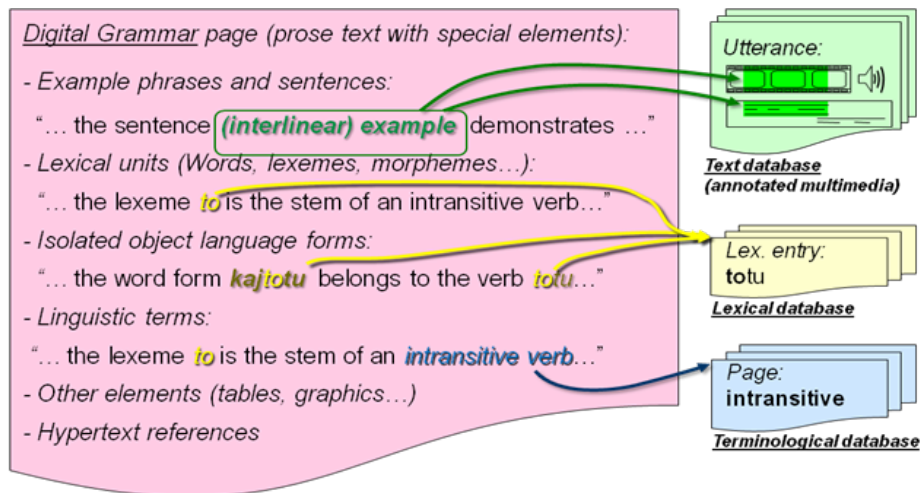 Digital Grammar page (prose text with special elements):
- Example phrases and sentences:
“… the sentence (interlinear) example demonstrates …”
- Lexical units (Words, lexemes, morphemes…):
“… the lexeme to is the stem of an intransitive verb…”
- Isolated object language forms:
“… the word form kajtotu belongs to the verb totu…”
- Linguistic terms:
“… the lexeme to is the stem of an intransitive verb…”
- Other elements (tables, graphics…)
- Hypertext references
Utterance:
Text database
(annotated multimedia)
Lex. entry:
totu
Lexical database
Page:
intransitive
Terminological database